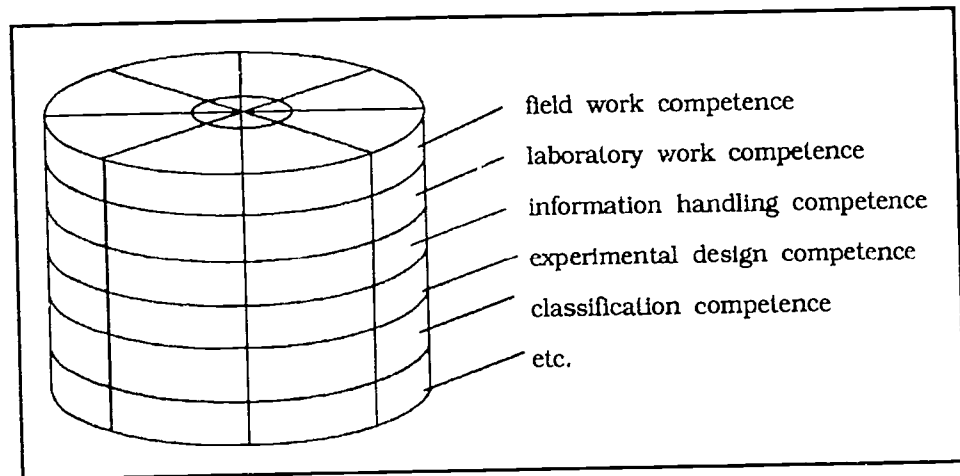 field work competence
laboratory work competence
information handling competence
experimental design competence
classification competence
etc.